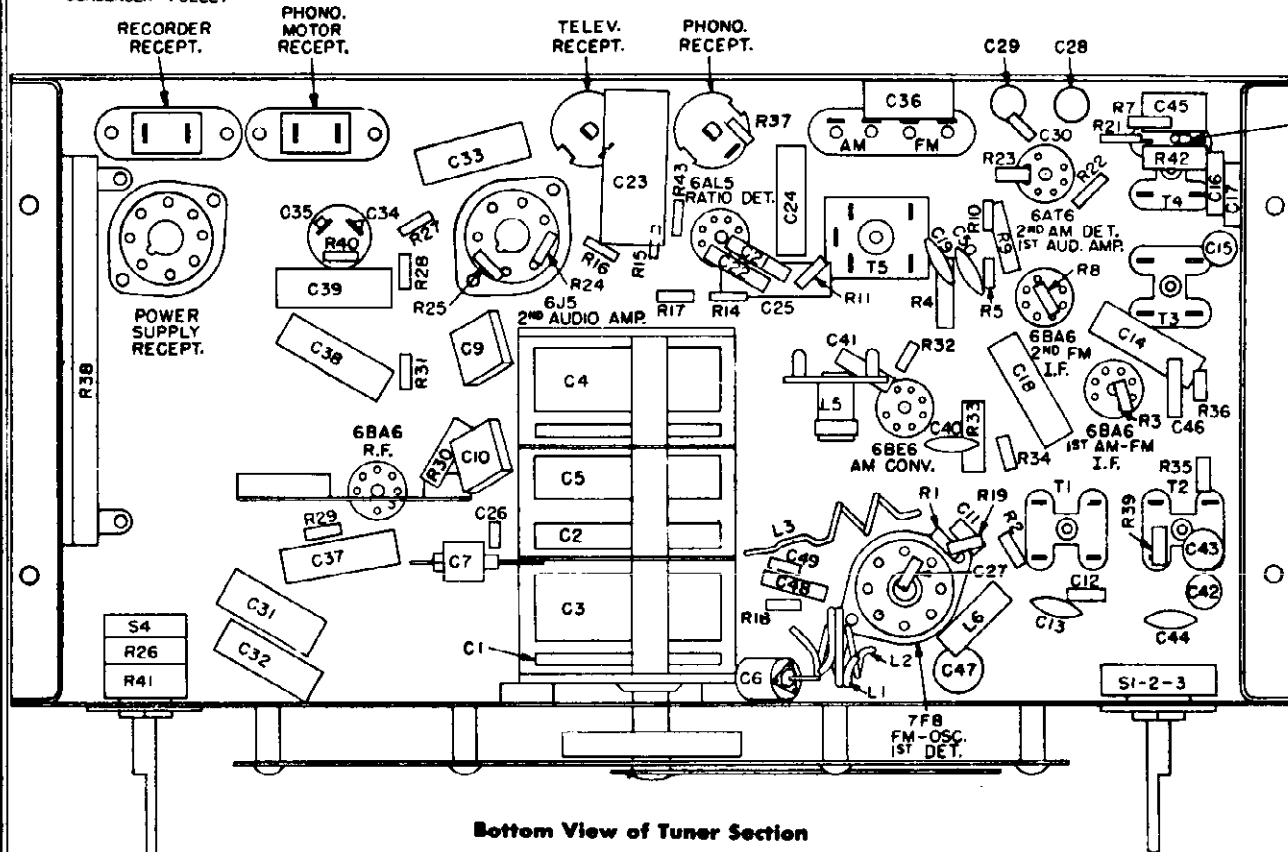 RECORDER
RECEPT.
PHONO.
MOTOR
RECEPT.
TELEV.
RECEPT.
PHONO.
RECEPT.
C29
C28
C36
R7
C45
R21
R37
AM
FM
C30
R23
R22
R42
C33
C23
R43
6AL5
RATIO DET.
C24
6AT6
2ND AM DET.
1ST AUD. AMP.
T4
C16
C17
C15
C35
C34
R40
R27
R28
C39
R25
R24
6J5
2ND AUDIO AMP.
R16
R15
C21
C22
R17
R14
C25
R11
T5
C19
R10
R9
R4
R5
R8
6BA6
2ND FM
I.F.
T3
POWER
SUPPLY
RECEPT.
R38
C38
R31
C9
C4
C41
R32
L5
C18
C14
R3
6BA6
1ST AM-FM
I.F.
C46
R36
6BA6
R.F.
R30
C10
C5
6BE6
AM CONV.
C40
R33
R34
R35
R29
C37
C26
C7
C2
L3
R1
C11
R19
R2
T1
T2
R39
C43
C49
C48
C27
C42
C31
C32
C3
R18
L6
C13
C12
C44
S4
R26
R41
C1
C6
L2
L1
C47
S1-2-3
7F8
FM-OSC.
1ST DET.
Bottom View of Tuner Section